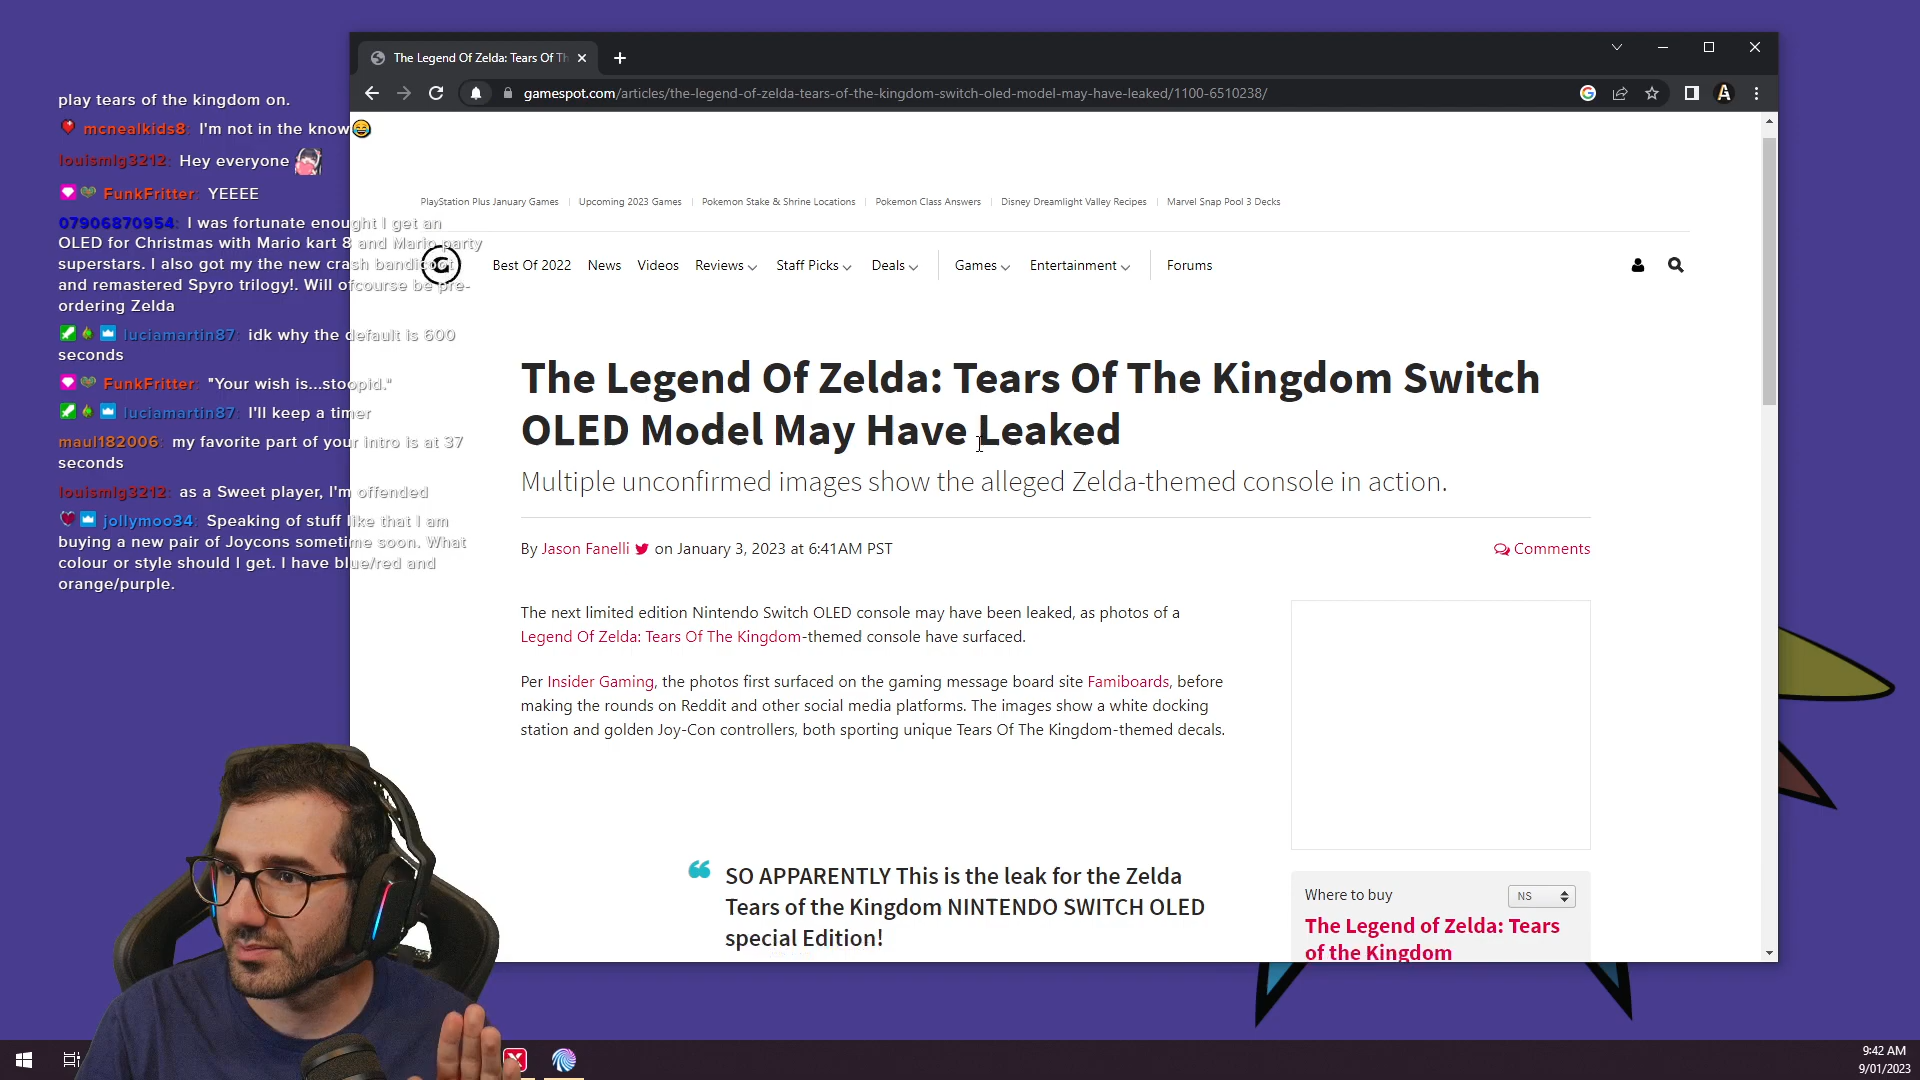 play tears of the kingdom on.
mcnealkids8: I'm not in the know
louismlg3212: Hey everyone
FunkFritter: YEEEE
07906870954: I was fortunate enought I get an
OLED for Christmas with Mario kart 8 and Mario party
superstars. I also got my the new crash bandicoot
and remastered Spyro trilogy!. Will ofcourse be pre-
ordering Zelda
luciamartin87: idk why the default is 600
seconds
FunkFritter: "Your wish is...stoopid."
luciamartin87: I'll keep a timer
maul182006: my favorite part of your intro is at 37
seconds
louismlg3212: as a Sweet player, I'm offended
jollymoo34: Speaking of stuff like that I am
buying a new pair of Joycons sometime soon. What
colour or style should I get. I have blue/red and
orange/purple.
The Legend Of Zelda: Tears Of Th
gamespot.com/articles/the-legend-of-zelda-tears-of-the-kingdom-switch-oled-model-may-have-leaked/1100-6510238/
PlayStation Plus January Games Upcoming 2023 Games Pokemon Stake & Shrine Locations Pokemon Class Answers Disney Dreamlight Valley Recipes Marvel Snap Pool 3 Decks
Best Of 2022 News Videos Reviews Staff Picks Deals Games Entertainment Forums
The Legend Of Zelda: Tears Of The Kingdom Switch
OLED Model May Have Leaked
Multiple unconfirmed images show the alleged Zelda-themed console in action.
By Jason Fanelli on January 3, 2023 at 6:41AM PST
Comments
The next limited edition Nintendo Switch OLED console may have been leaked, as photos of a
Legend Of Zelda: Tears Of The Kingdom-themed console have surfaced.
Per Insider Gaming, the photos first surfaced on the gaming message board site Famiboards, before
making the rounds on Reddit and other social media platforms. The images show a white docking
station and golden Joy-Con controllers, both sporting unique Tears Of The Kingdom-themed decals.
SO APPARENTLY This is the leak for the Zelda
Tears of the Kingdom NINTENDO SWITCH OLED
special Edition!
Where to buy
NS
The Legend of Zelda: Tears
of the Kingdom
9:42 AM
9/01/2023